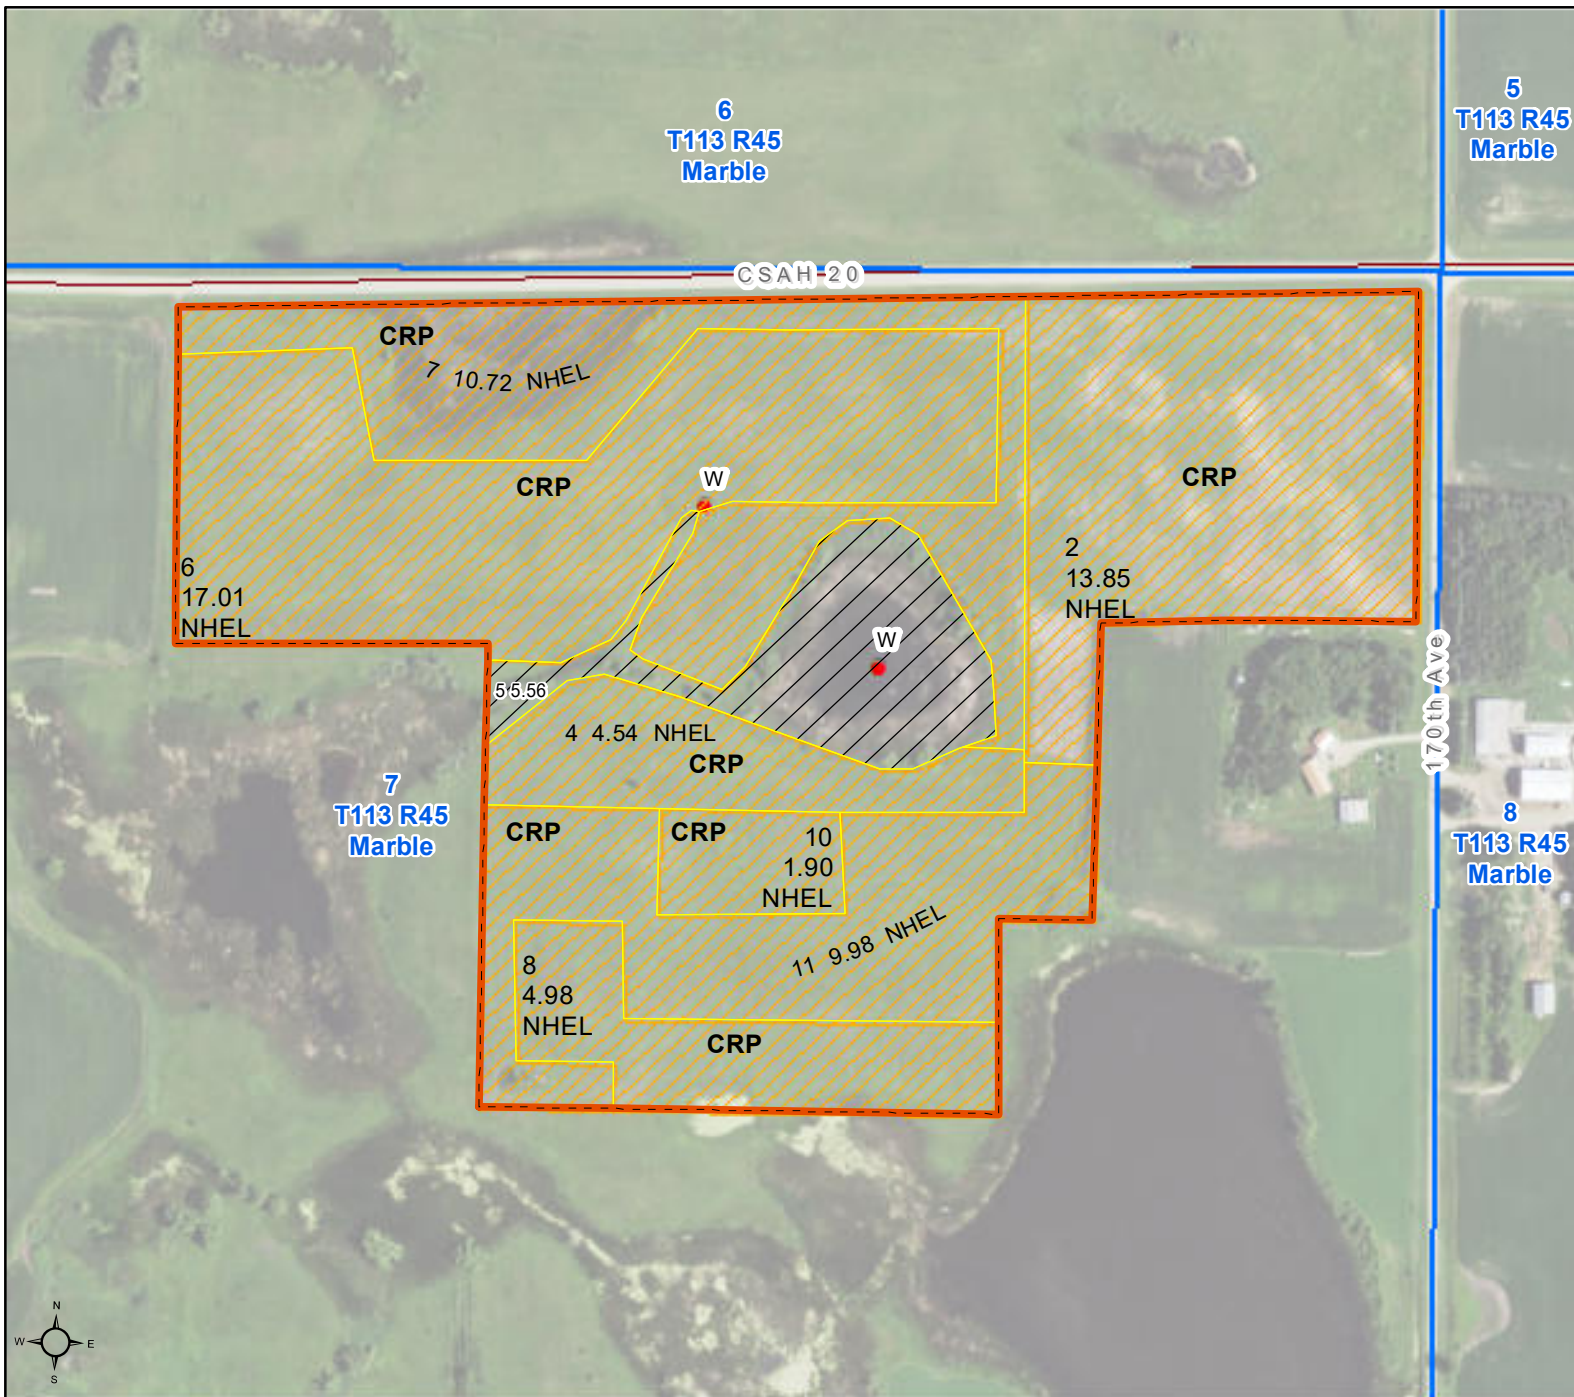 6
T113 R45
Marble
5
T113 R45
Marble
CSAH 20
CRP
7 10.72 NHEL
CRP
W
CRP
2
13.85
NHEL
6
17.01
NHEL
W
5 5.56
4 4.54 NHEL
CRP
170th Ave
7
T113 R45
Marble
CRP
CRP
10
1.90
NHEL
8
T113 R45
Marble
11 9.98 NHEL
8
4.98
NHEL
CRP
N
W
E
S